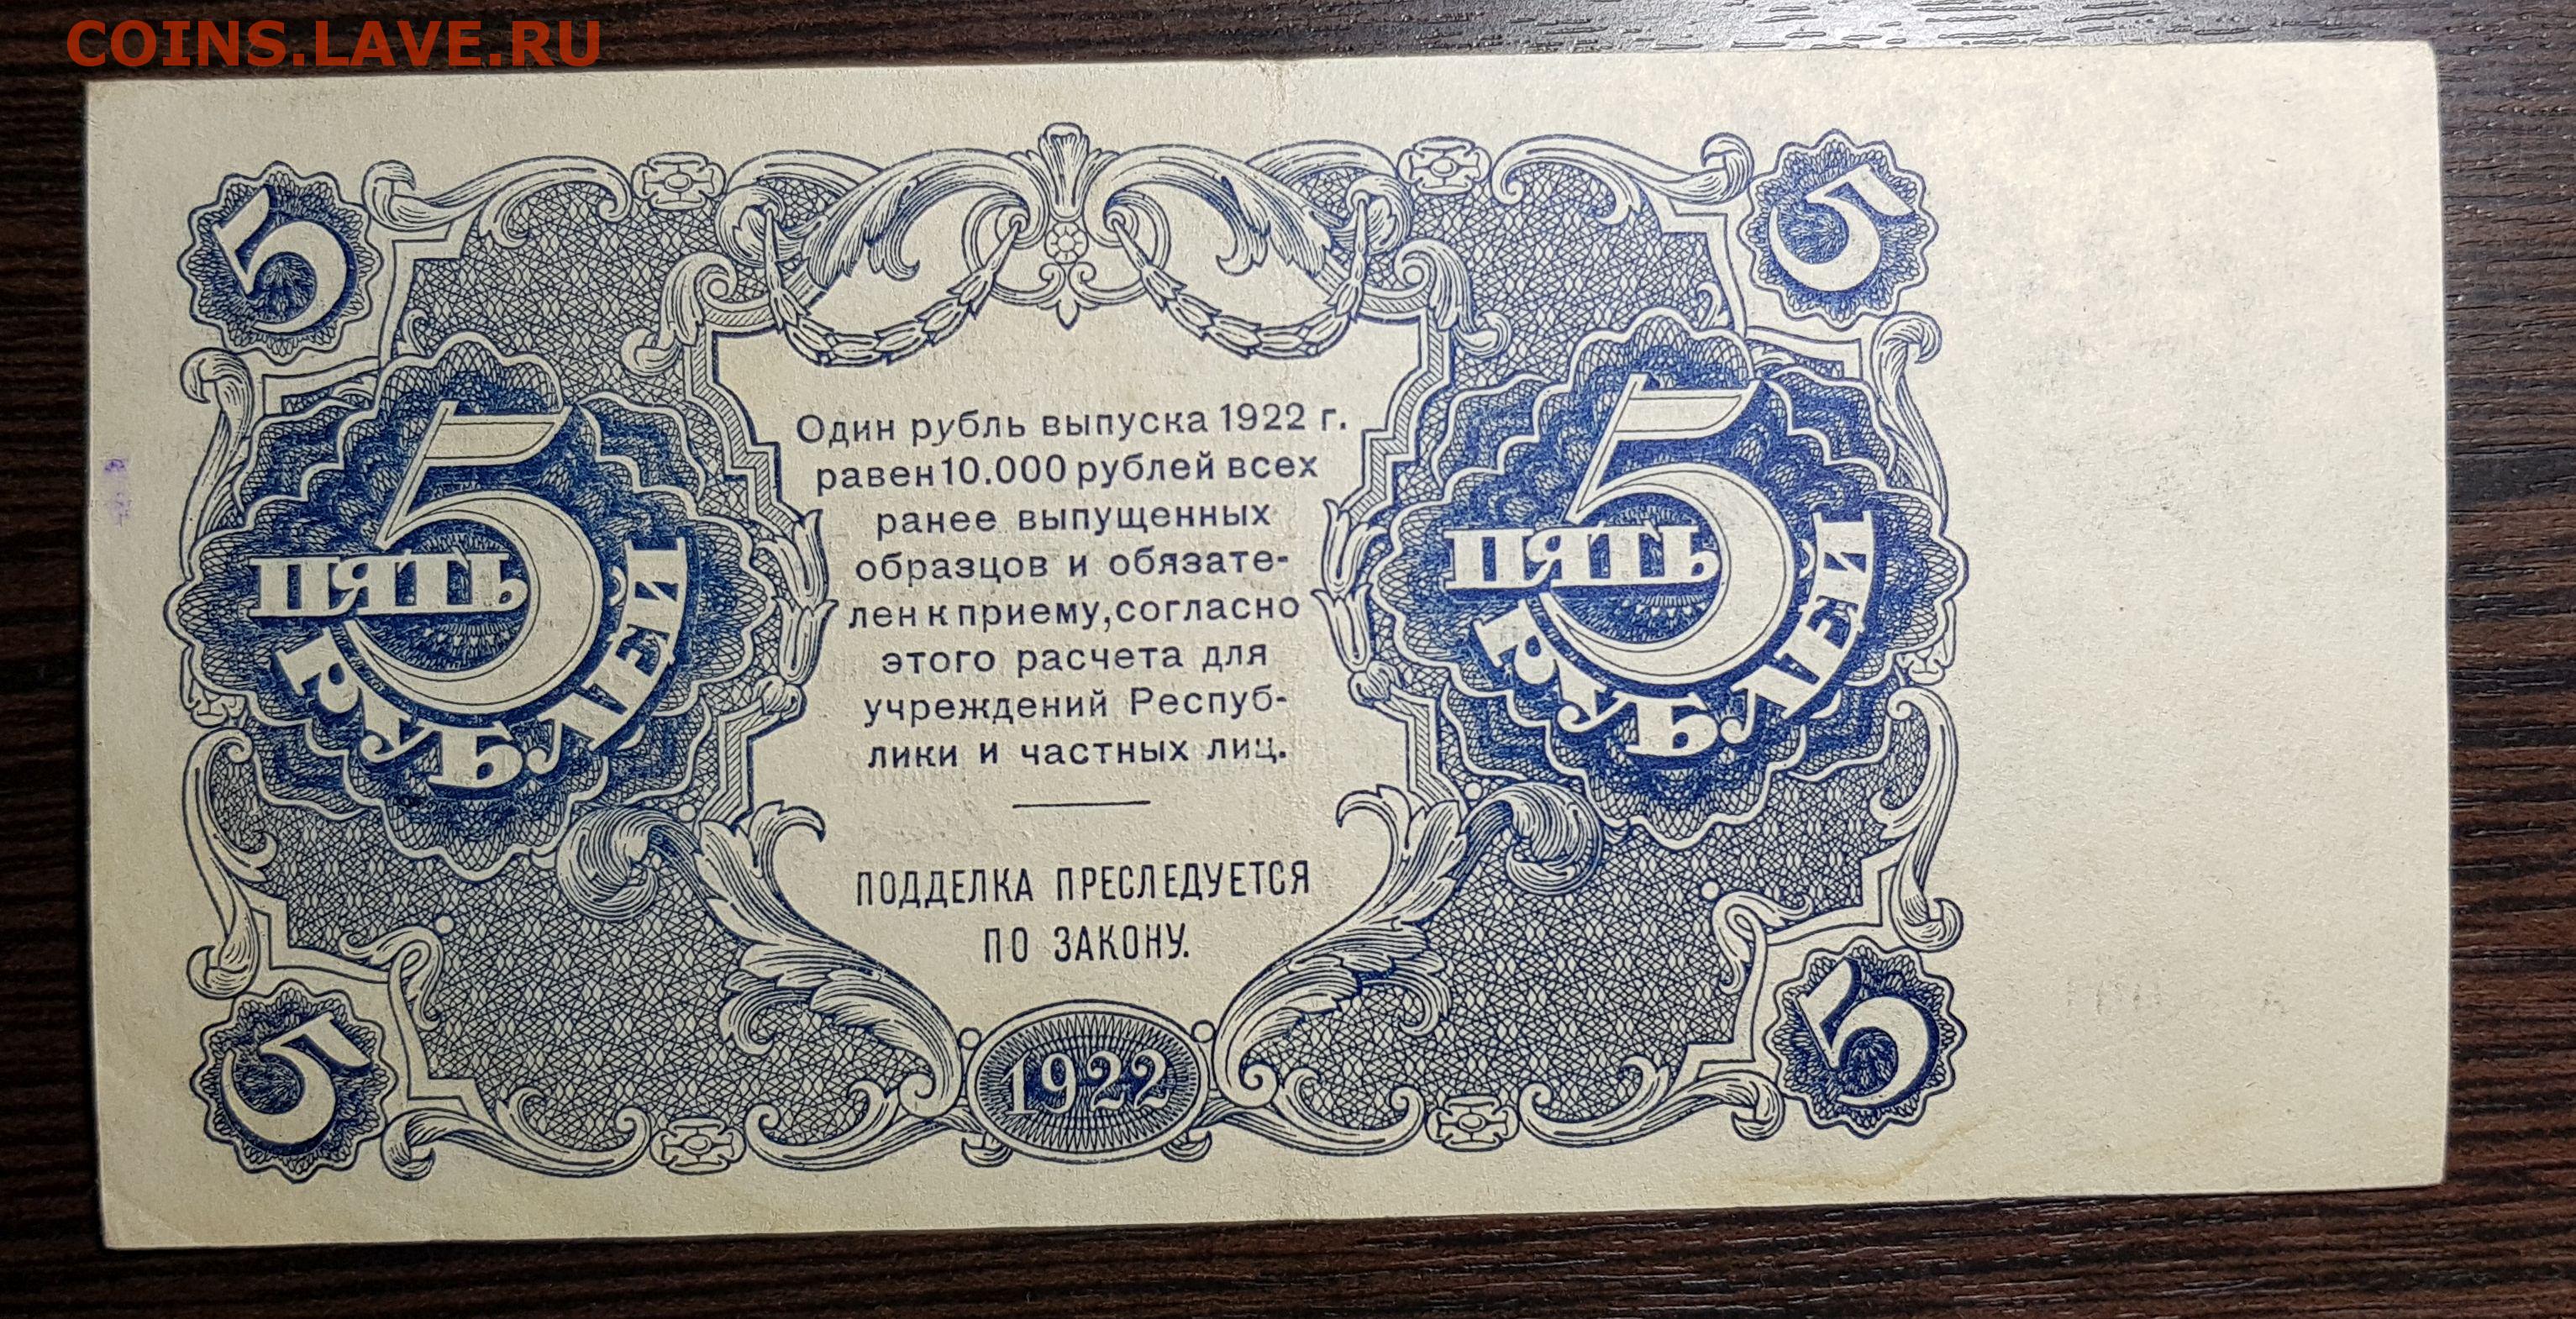 COINS.LAVE.RU
5 5
Один рубль выпуска 1922 г.
равен 10.000 рублей всех
ранее выпущенных
образцов и обязате-
лен к приему, согласно
этого расчета для
учреждений Респуб-
лики и частных лиц.
5
ПЯТЬ
РУБЛЕЙ
5
ПЯТЬ
РУБЛЕЙ
ПОДДЕЛКА ПРЕСЛЕДУЕТСЯ
ПО ЗАКОНУ.
5 1922 5